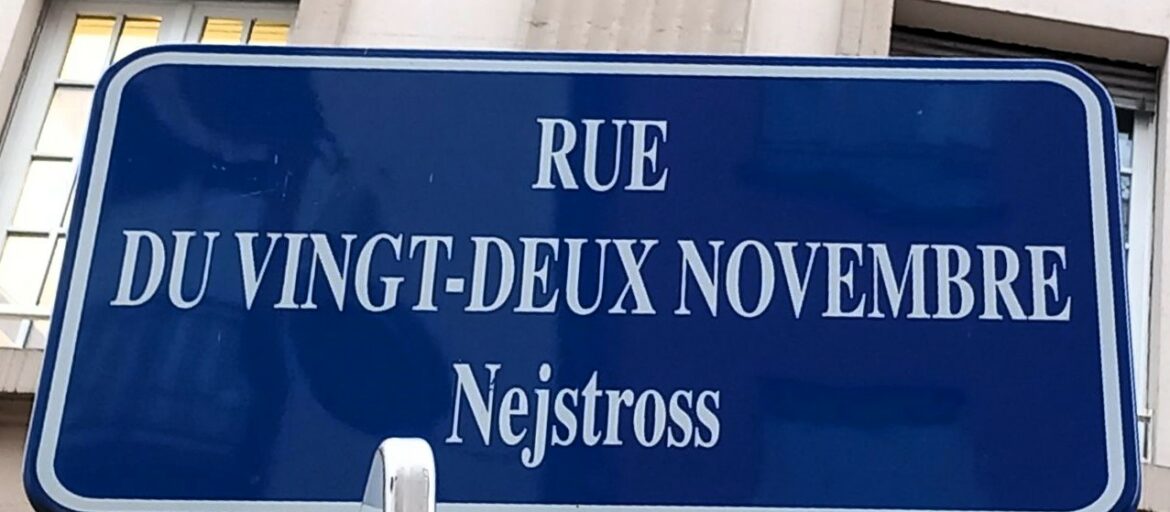 RUE
DU VINGT-DEUX NOVEMBRE
Nejstross